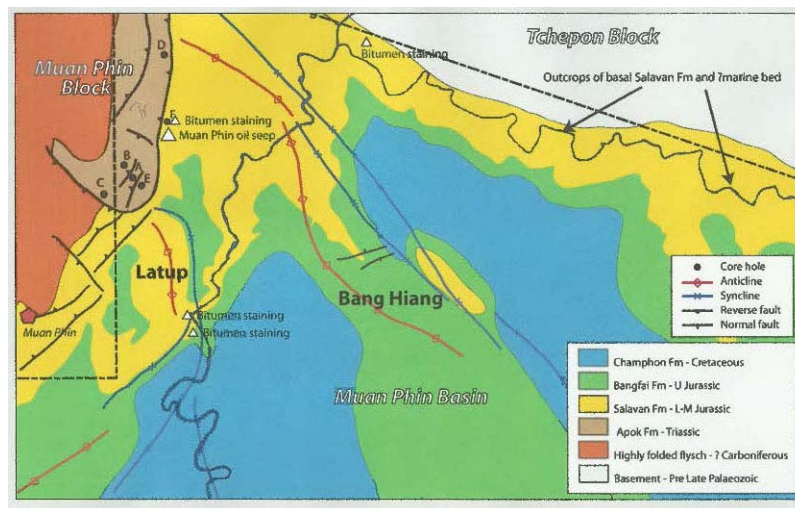 Tchepon Block
Bitumen staining
Outcrops of basal Salavan Fm and ?marine bed
Muan Phin
Block
D
F
Bitumen staining
Muan Phin oil seep
B
A
C
E
Latup
Bang Hiang
Muan Phin
Bitumen staining
Bitumen staining
Muan Phin Basin
Core hole
Anticline
Syncline
Reverse fault
Normal fault
Champhon Fm - Cretaceous
Bangfai Fm - U Jurassic
Salavan Fm - L-M Jurassic
Apok Fm - Triassic
Highly folded flysch - ? Carboniferous
Basement - Pre Late Palaeozoic